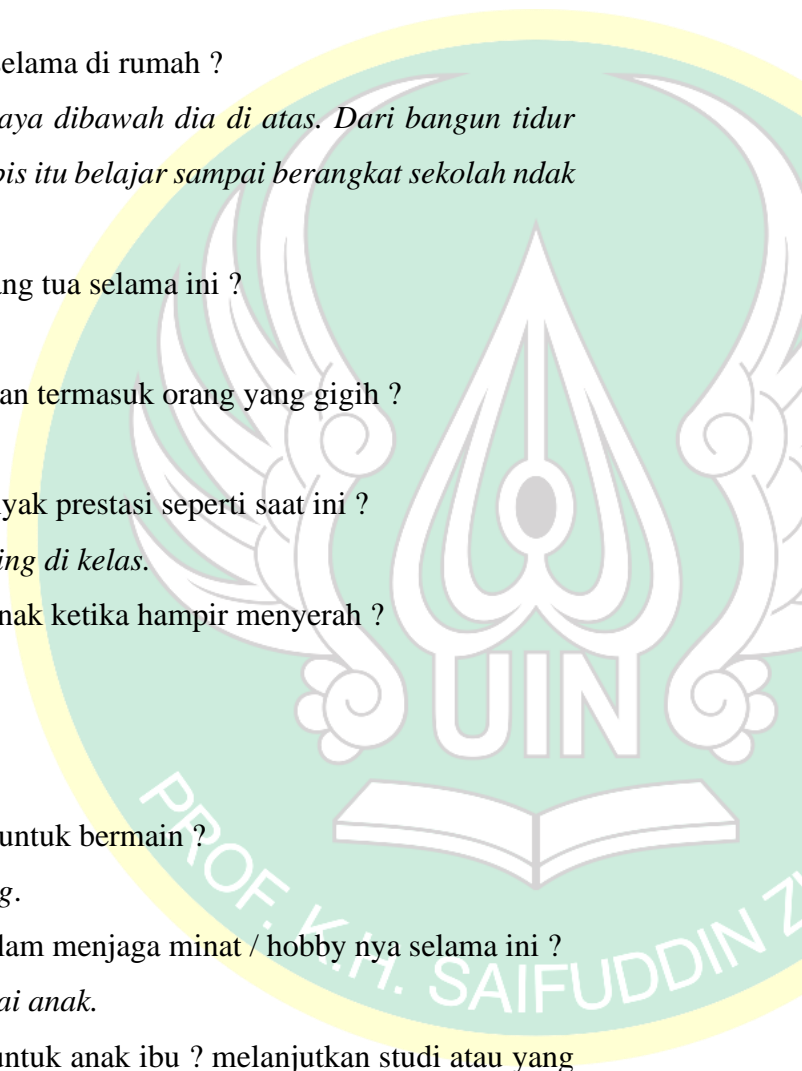 selama di rumah ?
aya dibawah dia di atas. Dari bangun tidur
bis itu belajar sampai berangkat sekolah ndak
ang tua selama ini ?
an termasuk orang yang gigih ?
yak prestasi seperti saat ini ?
ing di kelas.
nak ketika hampir menyerah ?
untuk bermain ?
g.
lam menjaga minat / hobby nya selama ini ?
ai anak.
untuk anak ibu ? melanjutkan studi atau yang
UIN
PROF. K.H. SAIFUDDIN ZU